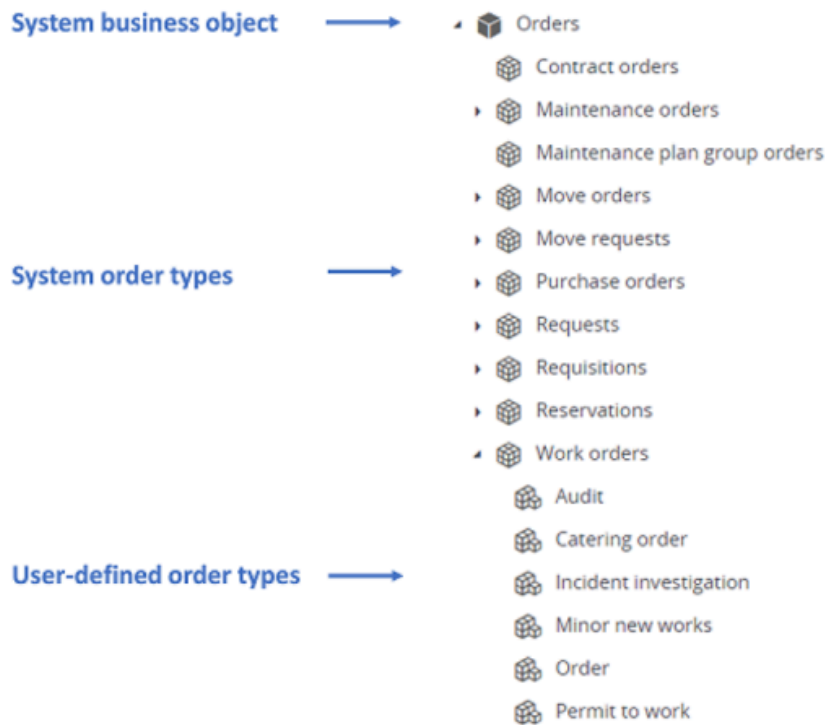 System business object
Orders
Contract orders
Maintenance orders
Maintenance plan group orders
Move orders
Move requests
System order types
Purchase orders
Requests
Requisitions
Reservations
Work orders
Audit
Catering order
User-defined order types
Incident investigation
Minor new works
Order
Permit to work